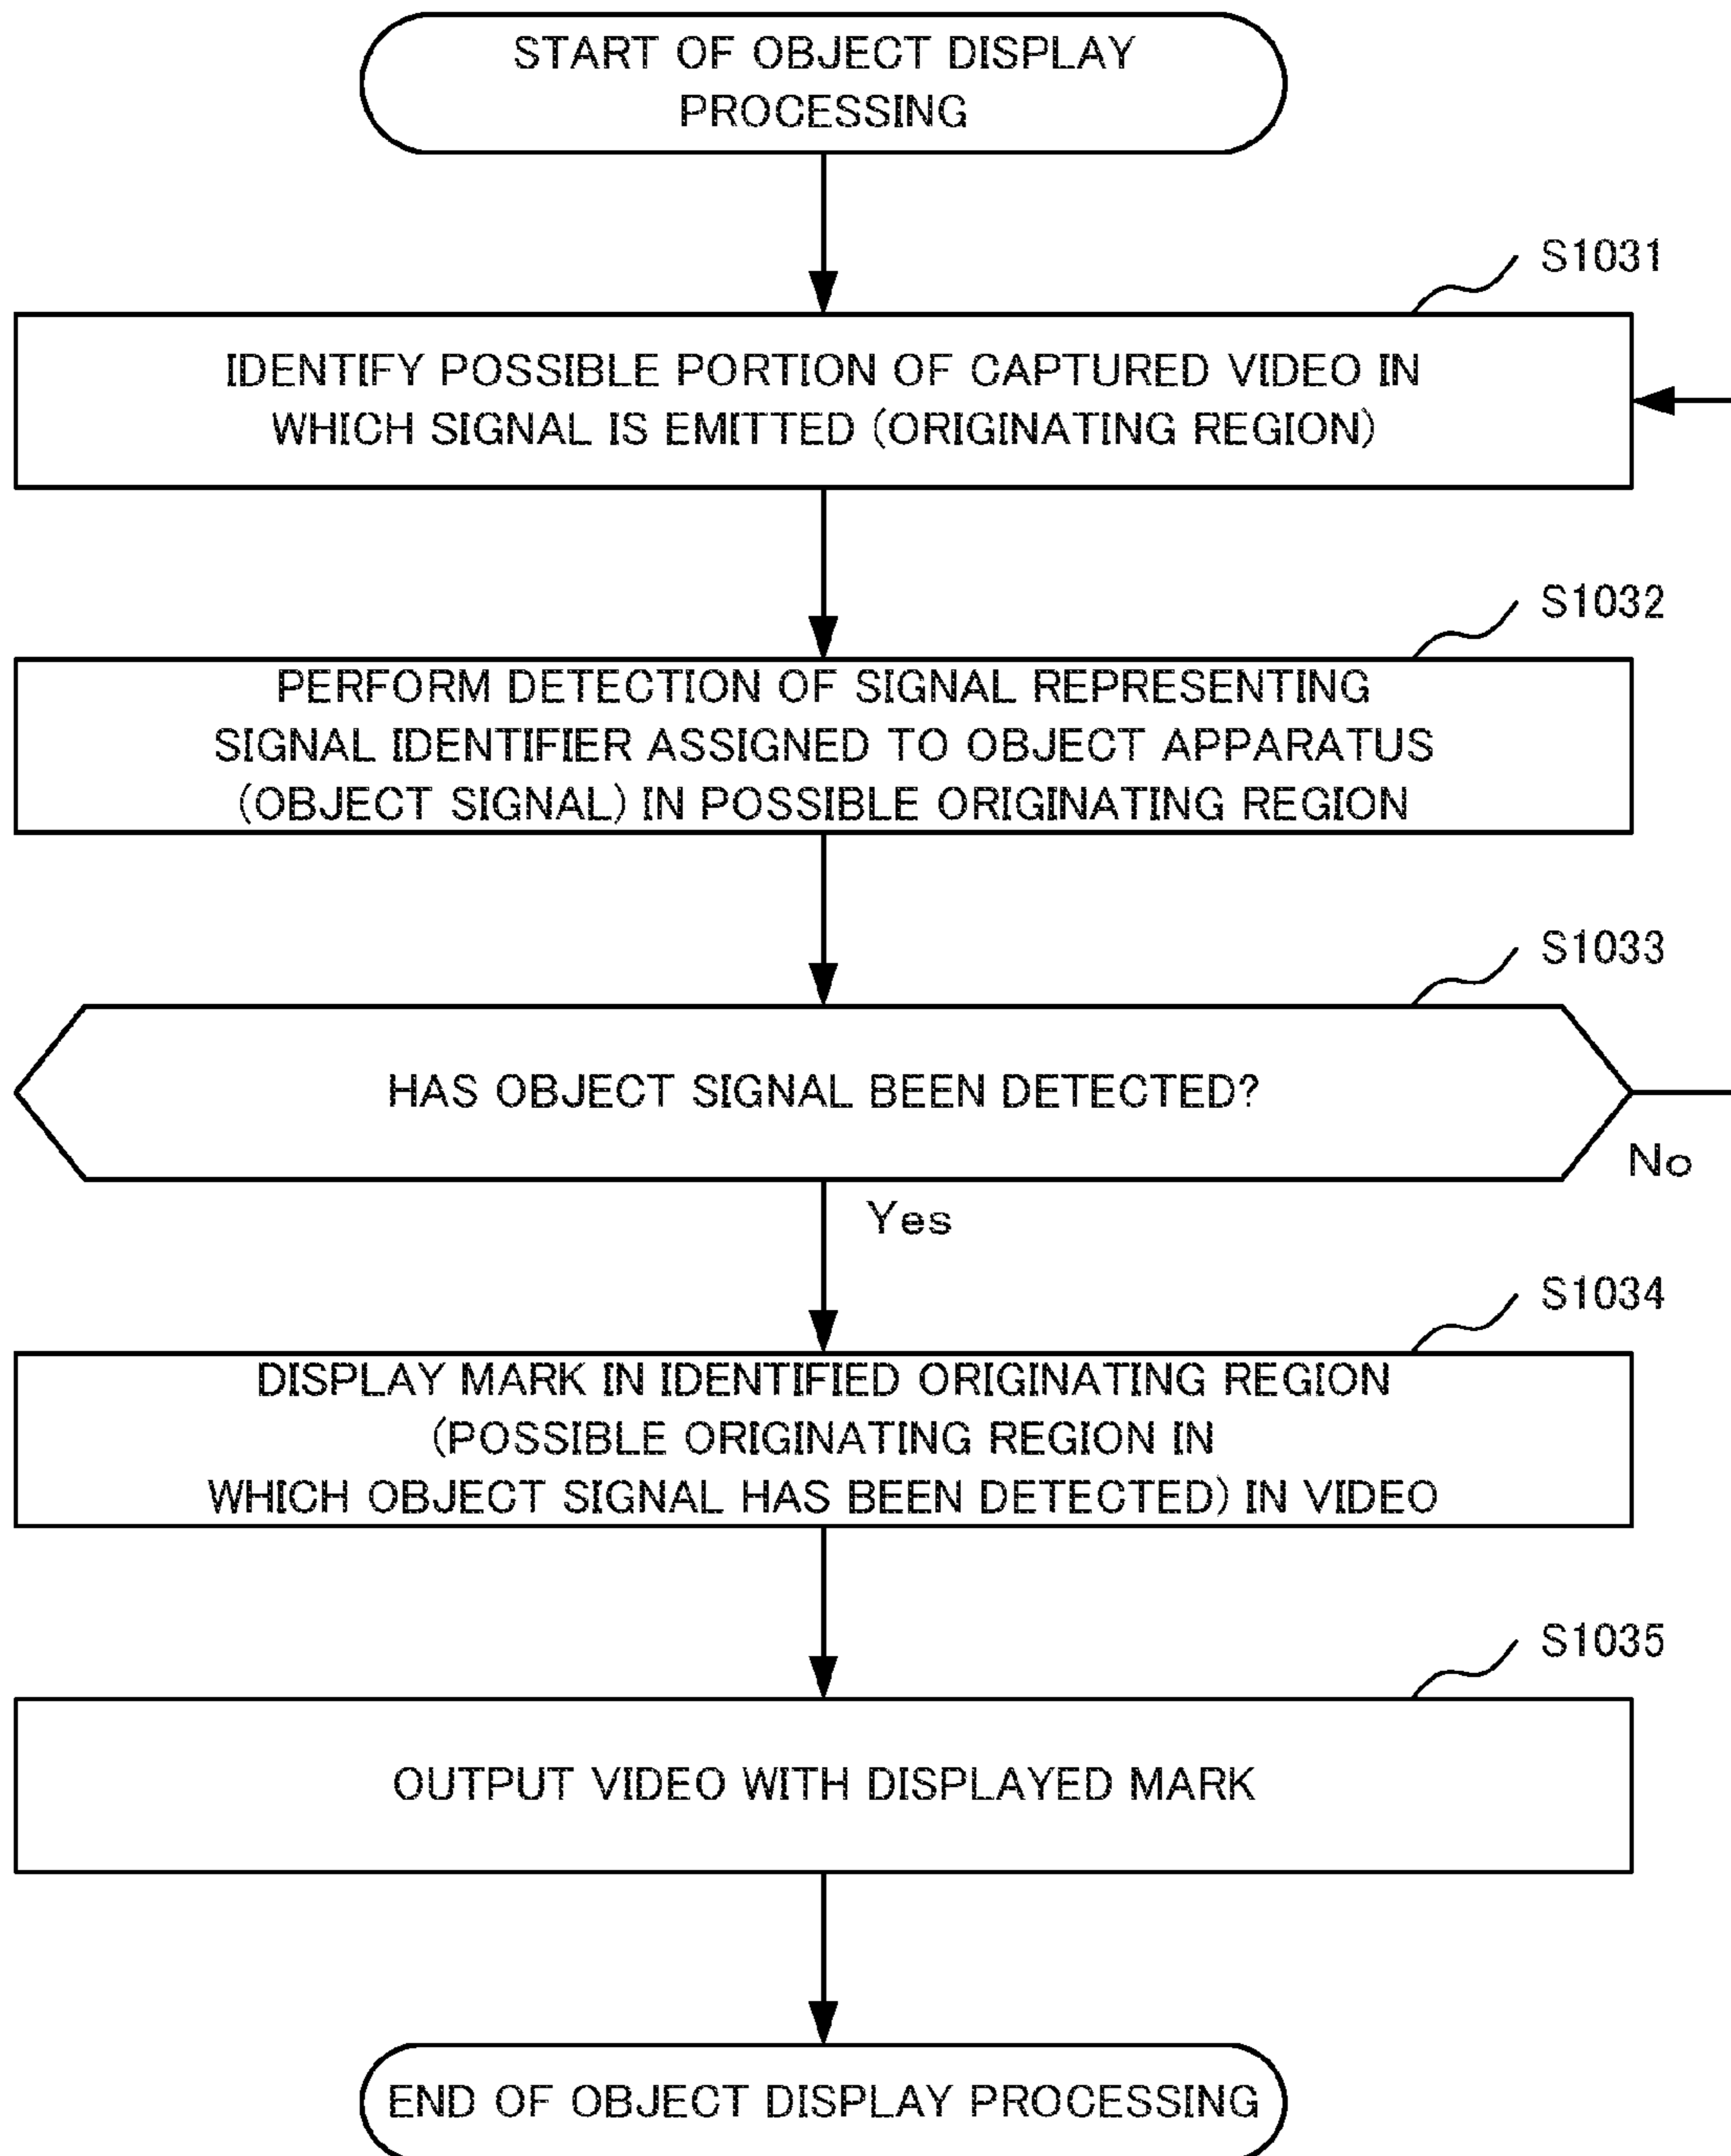 START OF OBJECT DISPLAY
PROCESSING
S1031
IDENTIFY POSSIBLE PORTION OF CAPTURED VIDEO IN
WHICH SIGNAL IS EMITTED (ORIGINATING REGION)
S1032
PERFORM DETECTION OF SIGNAL REPRESENTING
SIGNAL IDENTIFIER ASSIGNED TO OBJECT APPARATUS
(OBJECT SIGNAL) IN POSSIBLE ORIGINATING REGION
S1033
HAS OBJECT SIGNAL BEEN DETECTED?
No
Yes
S1034
DISPLAY MARK IN IDENTIFIED ORIGINATING REGION
(POSSIBLE ORIGINATING REGION IN
WHICH OBJECT SIGNAL HAS BEEN DETECTED) IN VIDEO
S1035
OUTPUT VIDEO WITH DISPLAYED MARK
END OF OBJECT DISPLAY PROCESSING